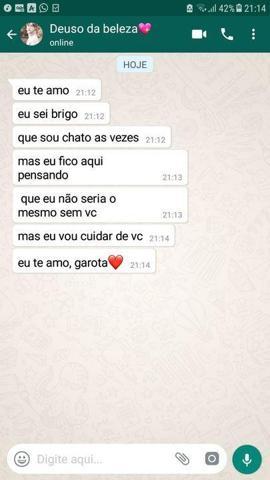 42% 21:14
Deuso da beleza💖
online
HOJE
eu te amo 21:12
eu sei brigo 21:12
que sou chato as vezes 21:12
mas eu fico aqui
pensando 21:13
que eu não seria o
mesmo sem vc 21:13
mas eu vou cuidar de vc 21:14
eu te amo, garota❤️ 21:14
Digite aqui...